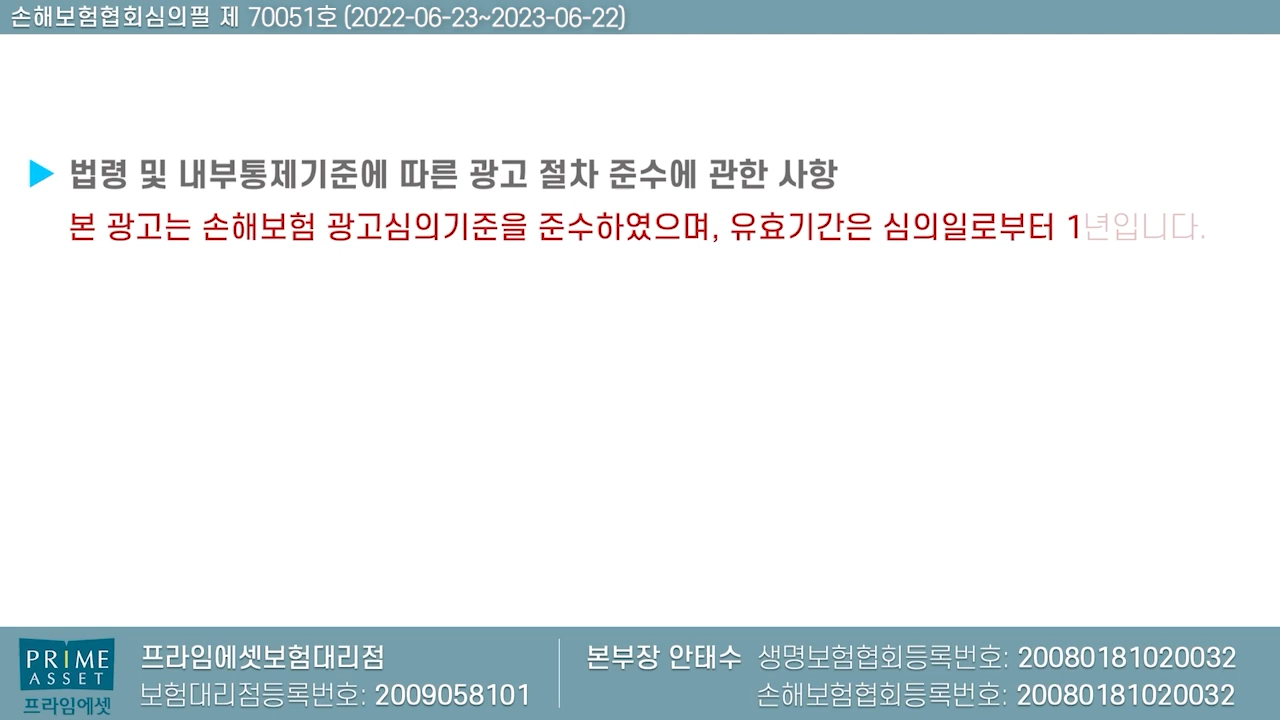 손해보험협회심의필 제 70051호 (2022-06-23~2023-06-22)
▶ 법령 및 내부통제기준에 따른 광고 절차 준수에 관한 사항
본 광고는 손해보험 광고심의기준을 준수하였으며, 유효기간은 심의일로부터 1년입니다.
PRIME
ASSET
프라임에셋
프라임에셋보험대리점
보험대리점등록번호: 2009058101
본부장 안태수 생명보험협회등록번호: 20080181020032
손해보험협회등록번호: 20080181020032